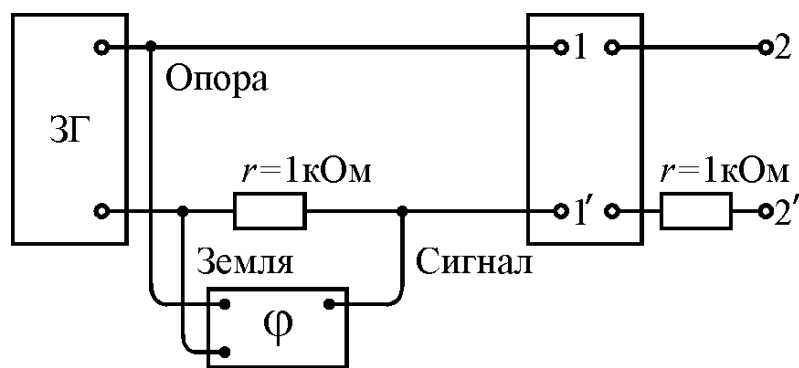 1
2
Опора
ЗГ
r=1кОм
r=1кОм
1′
2′
Земля
Сигнал
φ